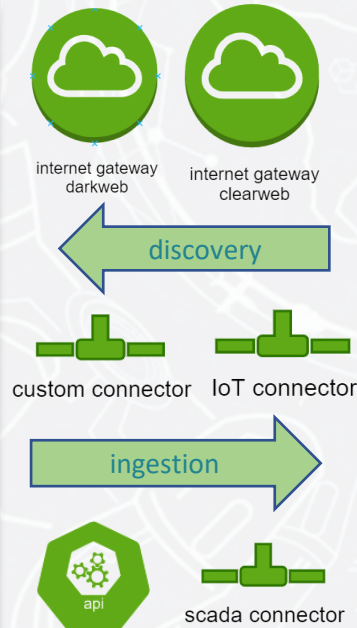 internet gateway
darkweb
internet gateway
clearweb
discovery
custom connector
IoT connector
ingestion
api
scada connector